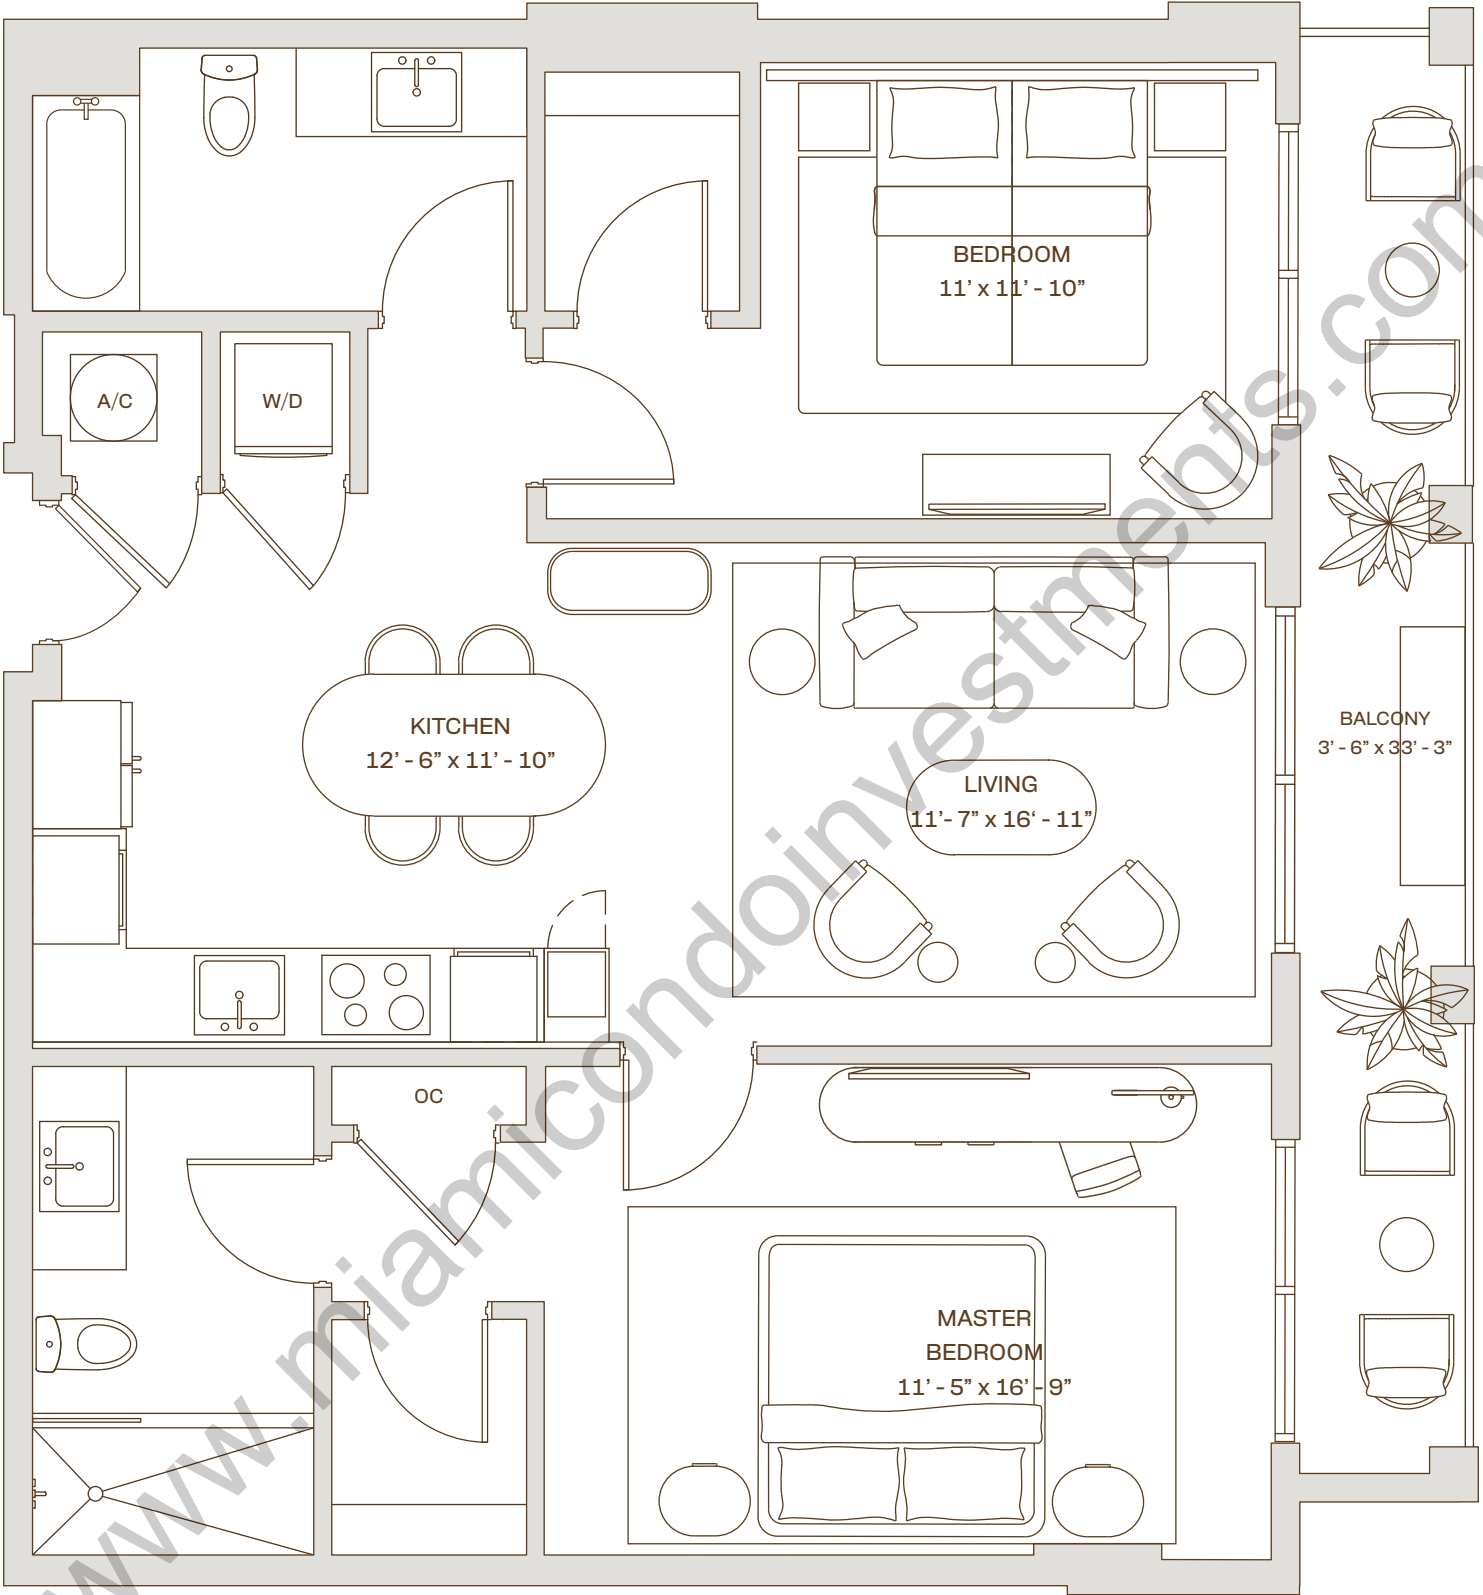 BEDROOM
11’ x 11’ - 10”
A/C
W/D
KITCHEN
12’ - 6” x 11’ - 10”
LIVING
11’- 7” x 16‘ - 11”
BALCONY
3’ - 6” x 33’ - 3”
OC
MASTER
BEDROOM
11’ - 5” x 16’ - 9”
www.miamicondoinvestments.com